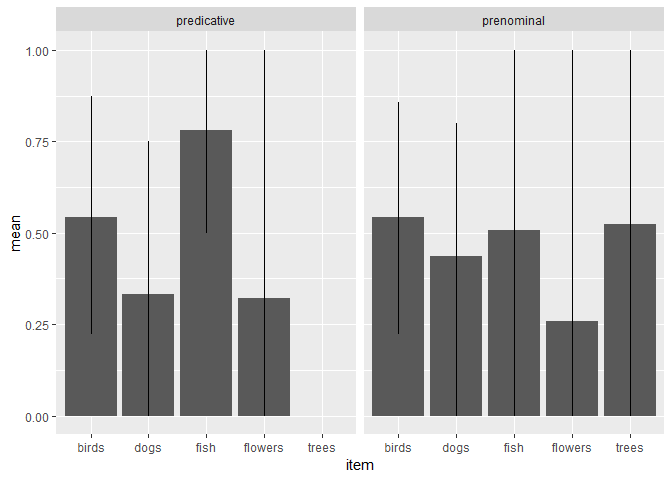 predicative prenominal
1.00
0.75
mean
0.50
0.25
0.00
birds dogs fish flowers trees birds dogs fish flowers trees
item